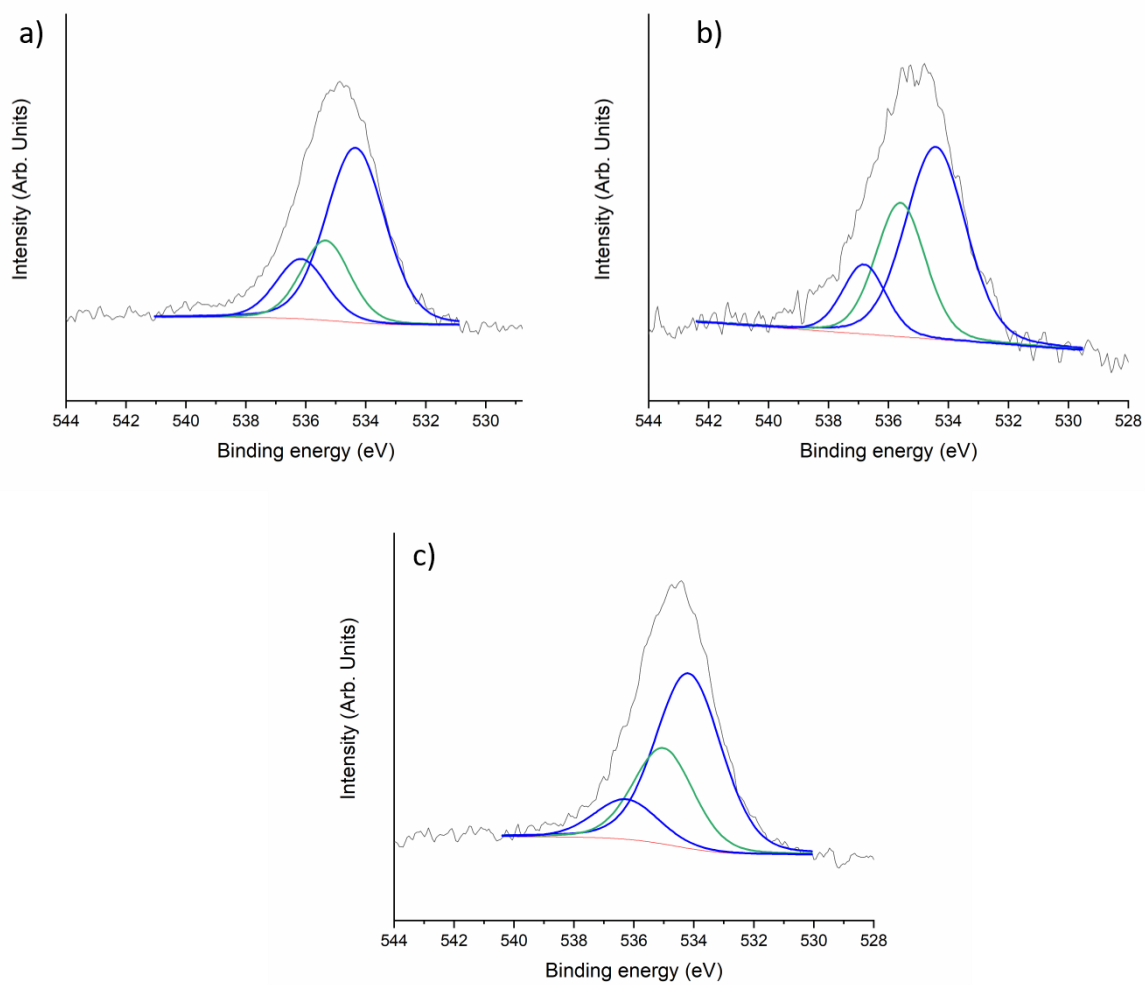 a)
Intensity (Arb. Units)
544 542 540 538 536 534 532 530
Binding energy (eV)
b)
Intensity (Arb. Units)
544 542 540 538 536 534 532 530 528
Binding energy (eV)
c)
Intensity (Arb. Units)
544 542 540 538 536 534 532 530 528
Binding energy (eV)